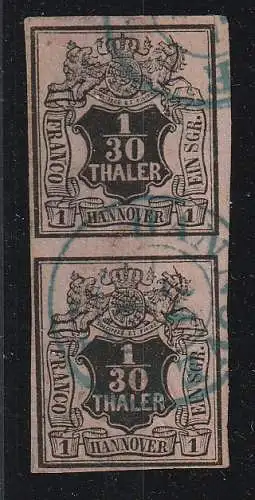 FRANCO
1
30
THALER
EIN SGR.
1 HANNOVER 1
FRANCO
1
30
THALER
EIN SGR.
1 HANNOVER 1